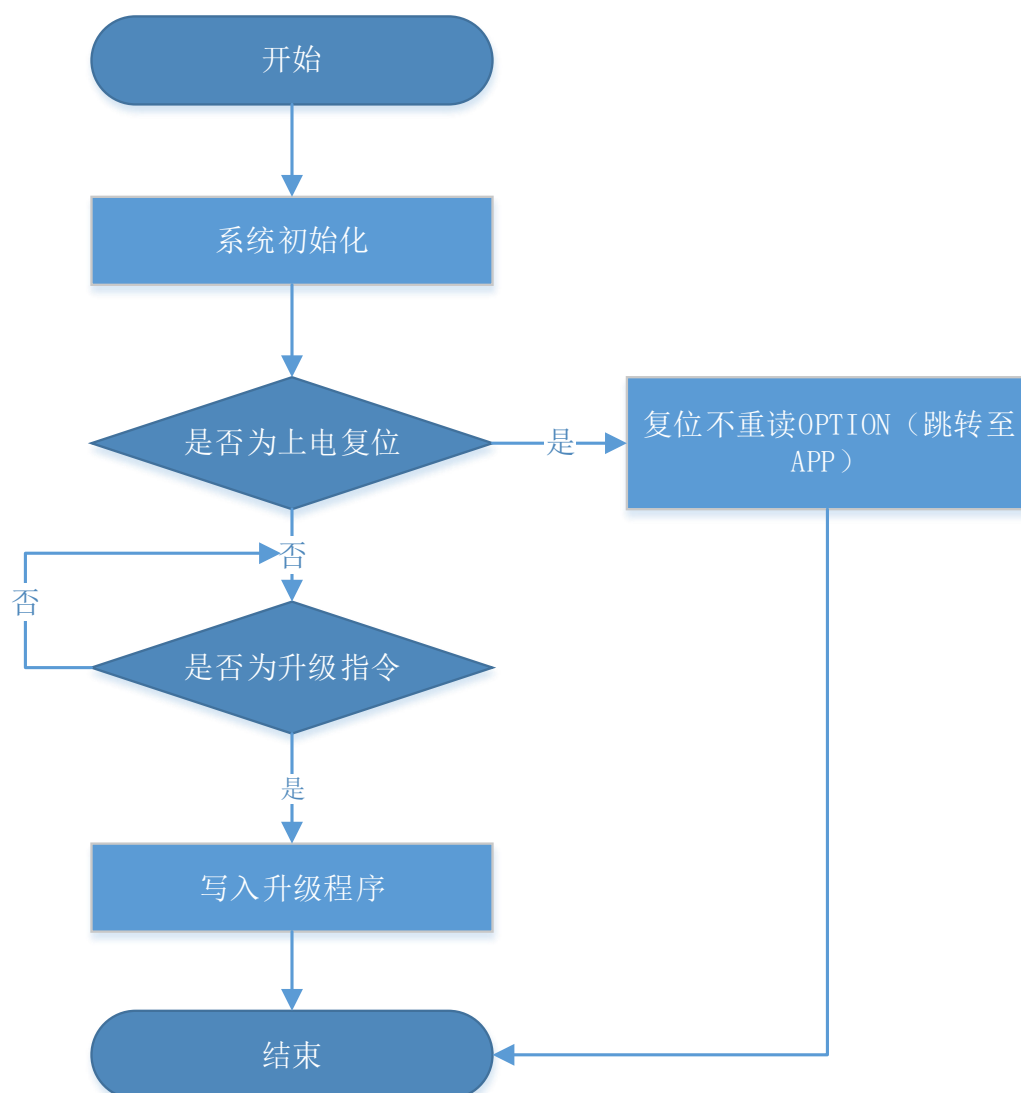 开始
系统初始化
是否为上电复位
是
复位不重读OPTION（跳转至
APP）
否
否
是否为升级指令
是
写入升级程序
结束